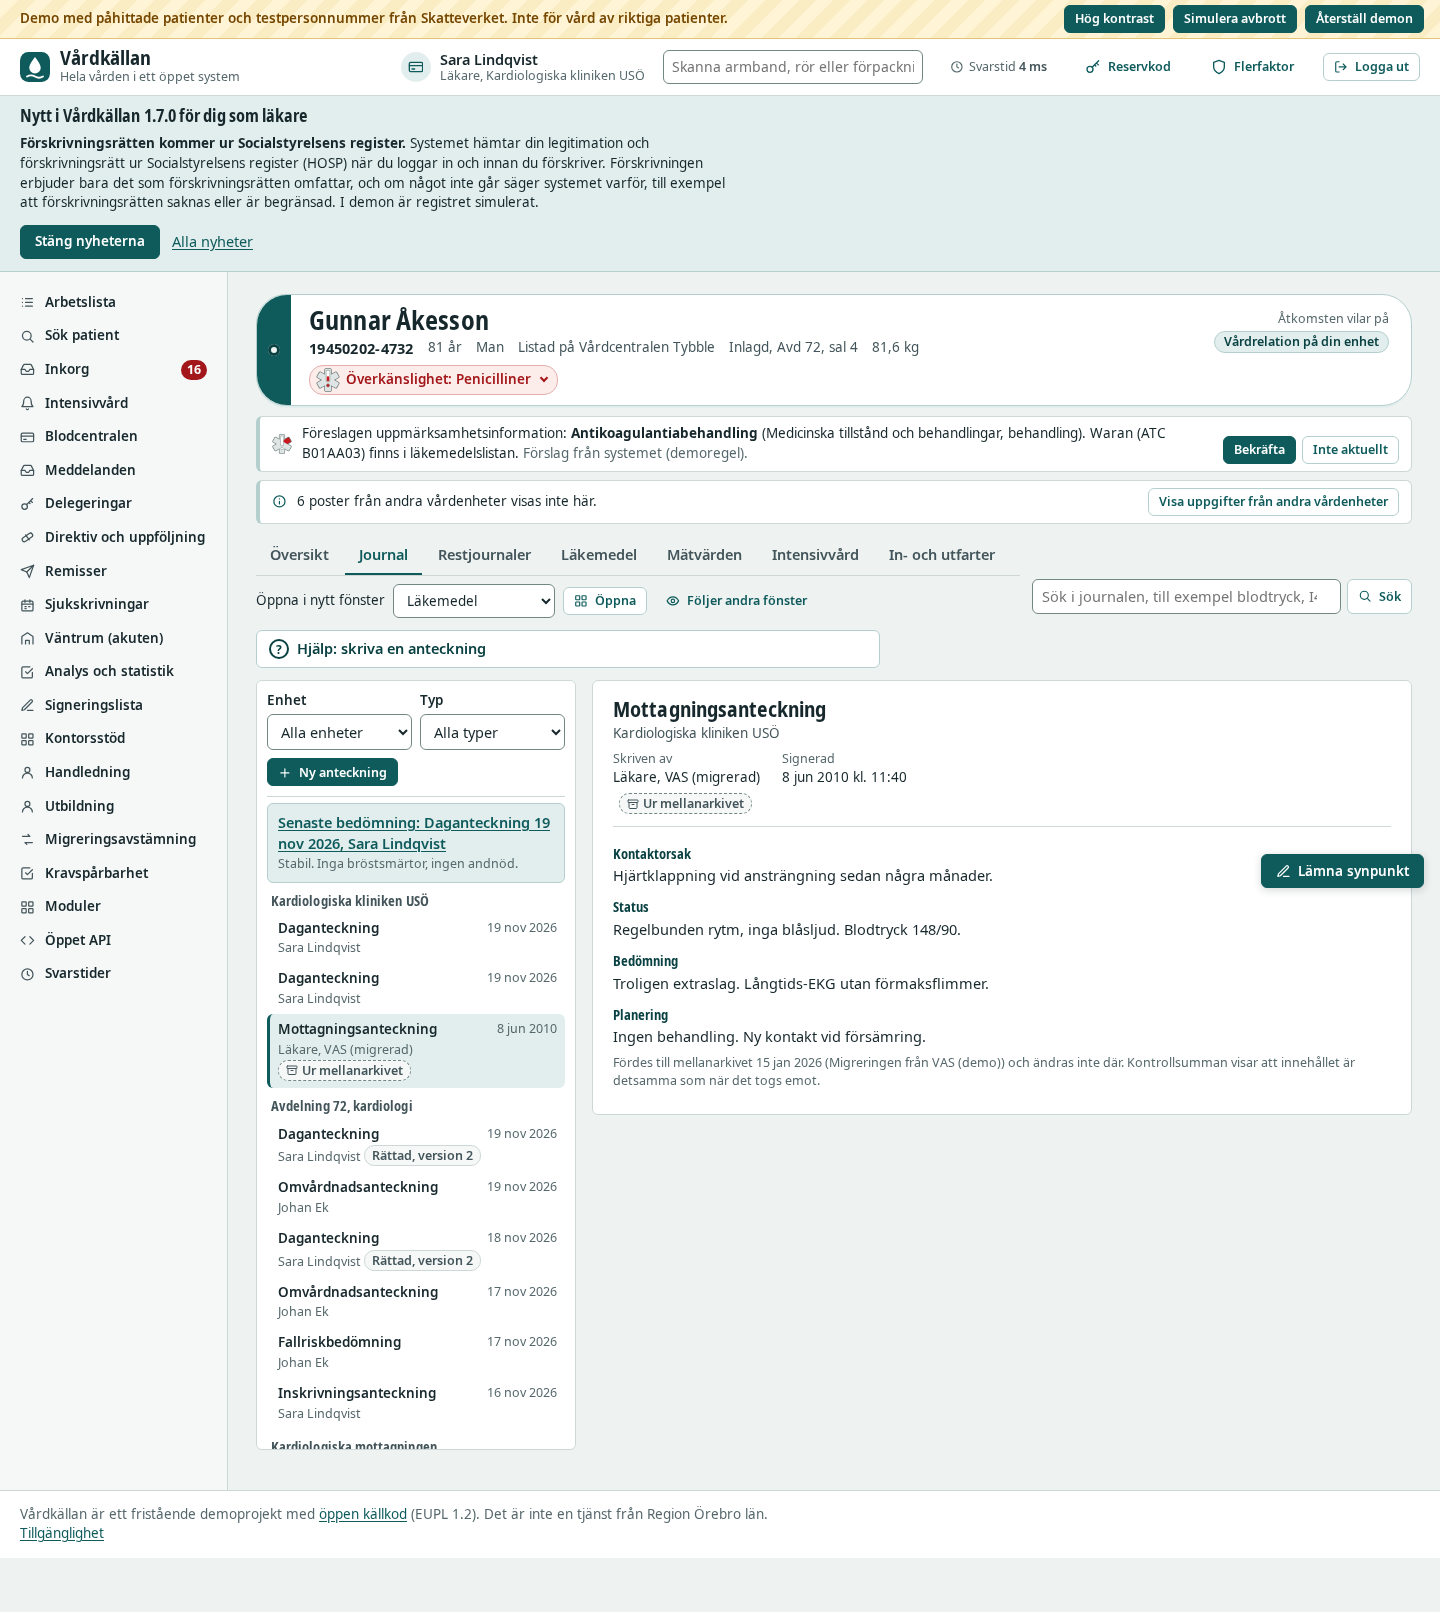 Demo med påhittade patienter och testpersonnummer från Skatteverket. Inte för vård av riktiga patienter.
Hög kontrast
Simulera avbrott
Återställ demon
Vårdkällan
Hela vården i ett öppet system
Sara Lindqvist
Läkare, Kardiologiska kliniken USÖ
Skanna armband, rör eller förpackni
Svarstid 4 ms
Reservkod
Flerfaktor
Logga ut
Nytt i Vårdkällan 1.7.0 för dig som läkare
Förskrivningsrätten kommer ur Socialstyrelsens register. Systemet hämtar din legitimation och
förskrivningsrätt ur Socialstyrelsens register (HOSP) när du loggar in och innan du förskriver. Förskrivningen
erbjuder bara det som förskrivningsrätten omfattar, och om något inte går säger systemet varför, till exempel
att förskrivningsrätten saknas eller är begränsad. I demon är registret simulerat.
Stäng nyheterna
Alla nyheter
Arbetslista
Sök patient
Inkorg
16
Intensivvård
Blodcentralen
Meddelanden
Delegeringar
Direktiv och uppföljning
Remisser
Sjukskrivningar
Väntrum (akuten)
Analys och statistik
Signeringslista
Kontorsstöd
Handledning
Utbildning
Migreringsavstämning
Kravspårbarhet
Moduler
Öppet API
Svarstider
Gunnar Åkesson
19450202-4732 81 år Man Listad på Vårdcentralen Tybble Inlagd, Avd 72, sal 4 81,6 kg
Överkänslighet: Penicilliner
Åtkomsten vilar på
Vårdrelation på din enhet
Föreslagen uppmärksamhetsinformation: Antikoagulantiabehandling (Medicinska tillstånd och behandlingar, behandling). Waran (ATC
B01AA03) finns i läkemedelslistan. Förslag från systemet (demoregel).
Bekräfta
Inte aktuellt
6 poster från andra vårdenheter visas inte här.
Visa uppgifter från andra vårdenheter
Översikt
Journal
Restjournaler
Läkemedel
Mätvärden
Intensivvård
In- och utfarter
Öppna i nytt fönster
Läkemedel
Öppna
Följer andra fönster
Sök i journalen, till exempel blodtryck, I4
Sök
? Hjälp: skriva en anteckning
Enhet
Typ
Alla enheter
Alla typer
Ny anteckning
Senaste bedömning: Daganteckning 19
nov 2026, Sara Lindqvist
Stabil. Inga bröstsmärtor, ingen andnöd.
Kardiologiska kliniken USÖ
Daganteckning 19 nov 2026
Sara Lindqvist
Daganteckning 19 nov 2026
Sara Lindqvist
Mottagningsanteckning 8 jun 2010
Läkare, VAS (migrerad)
Ur mellanarkivet
Avdelning 72, kardiologi
Daganteckning 19 nov 2026
Sara Lindqvist Rättad, version 2
Omvårdnadsanteckning 19 nov 2026
Johan Ek
Daganteckning 18 nov 2026
Sara Lindqvist Rättad, version 2
Omvårdnadsanteckning 17 nov 2026
Johan Ek
Fallriskbedömning 17 nov 2026
Johan Ek
Inskrivningsanteckning 16 nov 2026
Sara Lindqvist
Kardiologiska mottagningen
Mottagningsanteckning
Kardiologiska kliniken USÖ
Skriven av
Läkare, VAS (migrerad)
Signerad
8 jun 2010 kl. 11:40
Ur mellanarkivet
Kontaktorsak
Hjärtklappning vid ansträngning sedan några månader.
Status
Regelbunden rytm, inga blåsljud. Blodtryck 148/90.
Bedömning
Troligen extraslag. Långtids-EKG utan förmaksflimmer.
Planering
Ingen behandling. Ny kontakt vid försämring.
Fördes till mellanarkivet 15 jan 2026 (Migreringen från VAS (demo)) och ändras inte där. Kontrollsumman visar att innehållet är
detsamma som när det togs emot.
Lämna synpunkt
Vårdkällan är ett fristående demoprojekt med öppen källkod (EUPL 1.2). Det är inte en tjänst från Region Örebro län.
Tillgänglighet